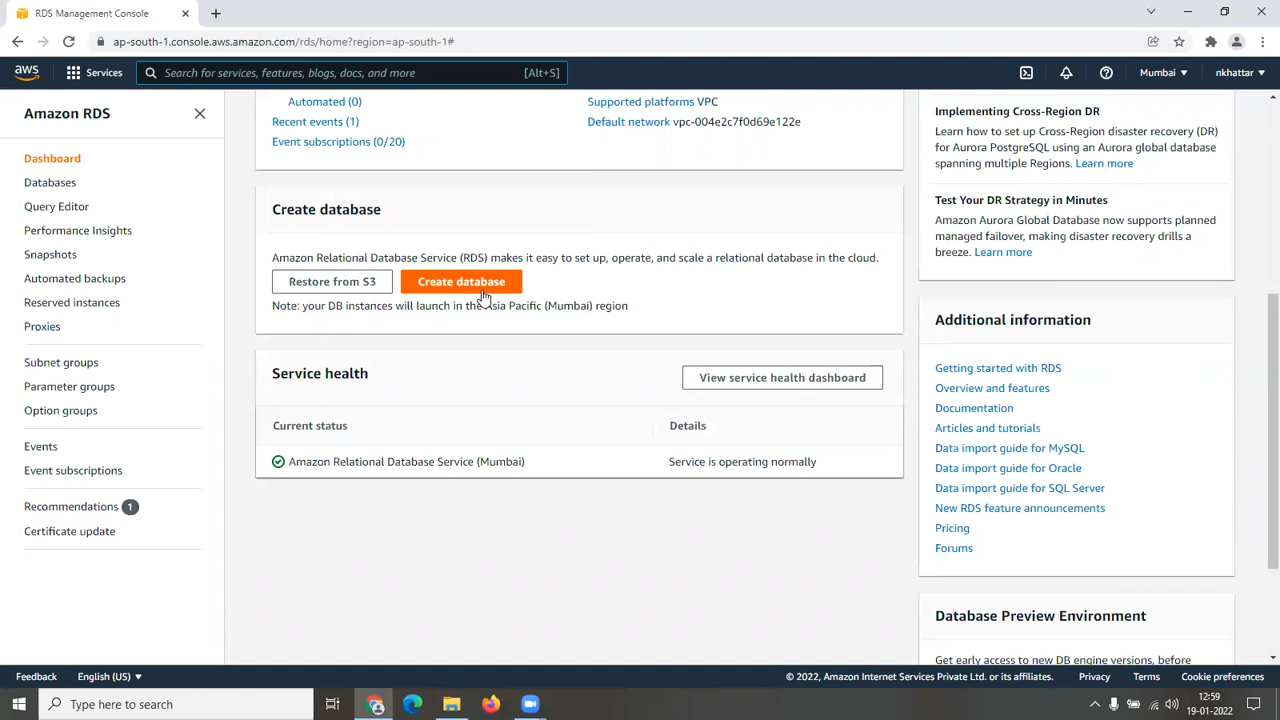 RDS Management Console
ap-south-1.console.aws.amazon.com/rds/home?region=ap-south-1#
aws
Services
Search for services, features, blogs, docs, and more
[Alt+S]
Mumbai
nkhattar
Amazon RDS
Dashboard
Databases
Query Editor
Performance Insights
Snapshots
Automated backups
Reserved instances
Proxies
Subnet groups
Parameter groups
Option groups
Events
Event subscriptions
Recommendations 1
Certificate update
Automated (0)
Recent events (1)
Event subscriptions (0/20)
Supported platforms VPC
Default network vpc-004e2c7f0d69e122e
Create database
Amazon Relational Database Service (RDS) makes it easy to set up, operate, and scale a relational database in the cloud.
Restore from S3
Create database
Note: your DB instances will launch in the Asia Pacific (Mumbai) region
Service health
View service health dashboard
Current status
Details
Amazon Relational Database Service (Mumbai)
Service is operating normally
Implementing Cross-Region DR
Learn how to set up Cross-Region disaster recovery (DR)
for Aurora PostgreSQL using an Aurora global database
spanning multiple Regions. Learn more
Test Your DR Strategy in Minutes
Amazon Aurora Global Database now supports planned
managed failover, making disaster recovery drills a
breeze. Learn more
Additional information
Getting started with RDS
Overview and features
Documentation
Articles and tutorials
Data import guide for MySQL
Data import guide for Oracle
Data import guide for SQL Server
New RDS feature announcements
Pricing
Forums
Database Preview Environment
Get early access to new DB engine versions, before
Feedback
English (US)
© 2022, Amazon Internet Services Private Ltd. or its affiliates.
Privacy
Terms
Cookie preferences
Type here to search
12:59
19-01-2022